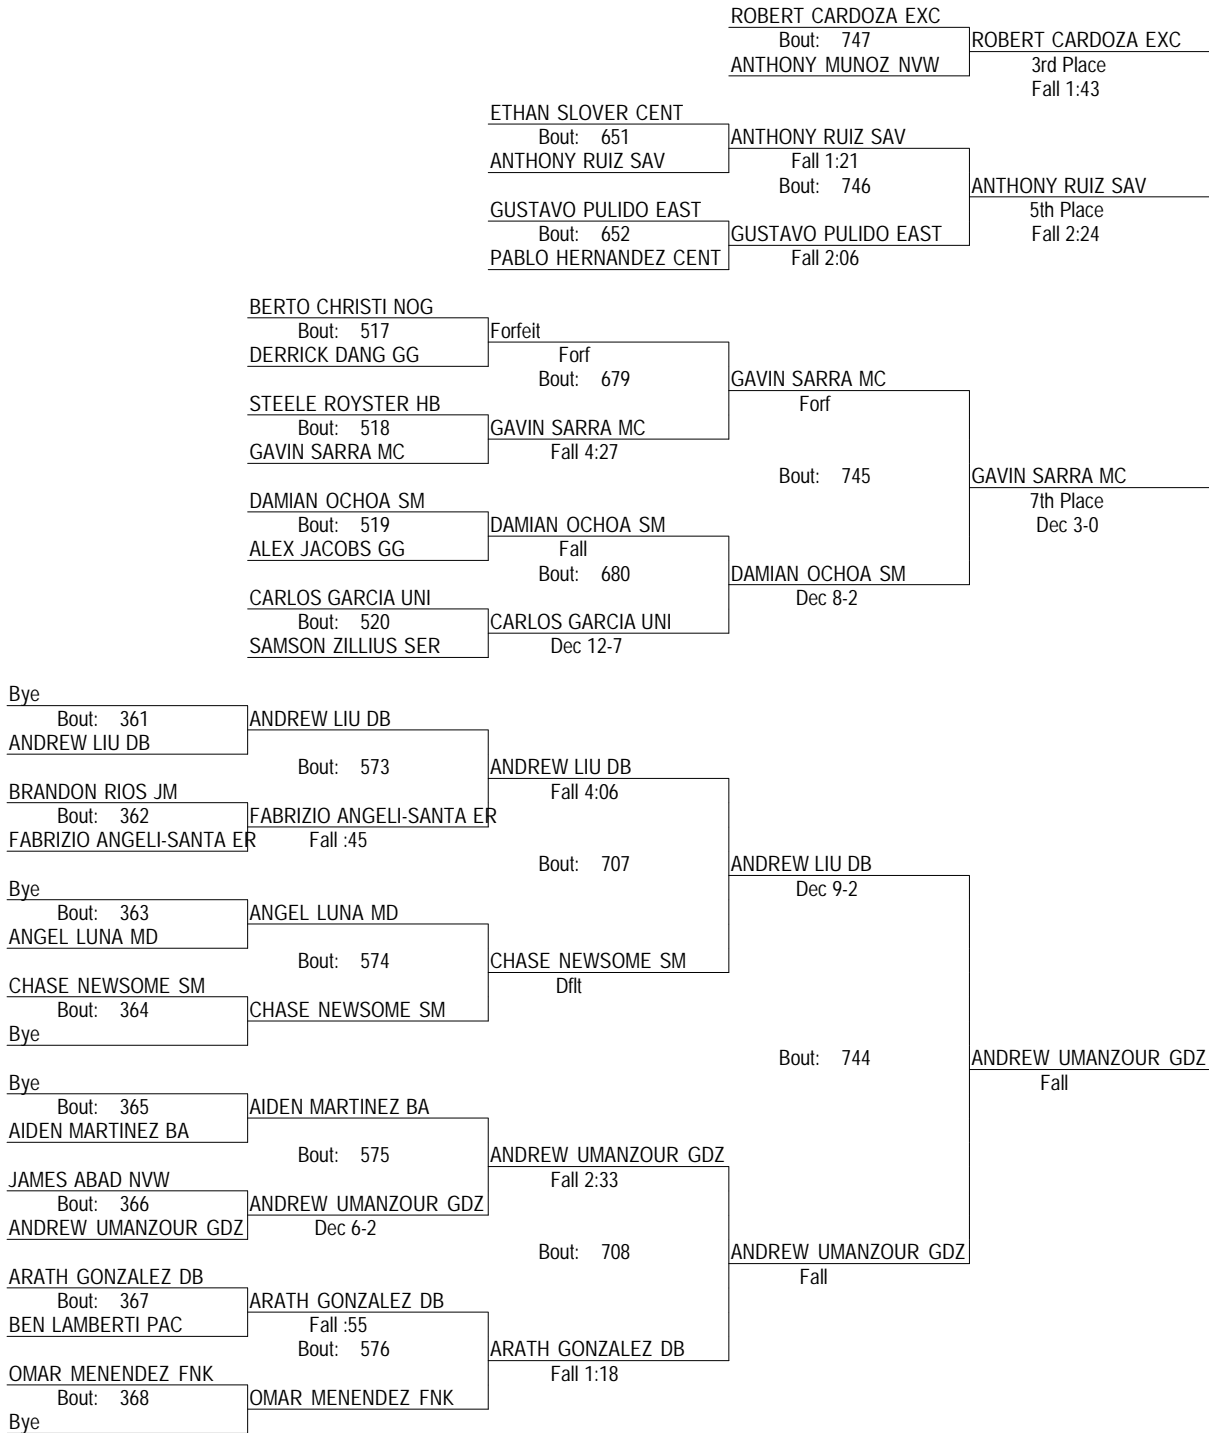 ROBERT CARDOZA EXC
Bout: 747
ROBERT CARDOZA EXC
ANTHONY MUNOZ NVW
3rd Place
Fall 1:43
ETHAN SLOVER CENT
Bout: 651
ANTHONY RUIZ SAV
ANTHONY RUIZ SAV
Fall 1:21
Bout: 746
ANTHONY RUIZ SAV
GUSTAVO PULIDO EAST
5th Place
Bout: 652
GUSTAVO PULIDO EAST
Fall 2:24
PABLO HERNANDEZ CENT
Fall 2:06
BERTO CHRISTI NOG
Bout: 517
Forfeit
DERRICK DANG GG
Forf
Bout: 679
GAVIN SARRA MC
STEELE ROYSTER HB
Forf
Bout: 518
GAVIN SARRA MC
GAVIN SARRA MC
Fall 4:27
Bout: 745
GAVIN SARRA MC
DAMIAN OCHOA SM
7th Place
Bout: 519
DAMIAN OCHOA SM
Dec 3-0
ALEX JACOBS GG
Fall
Bout: 680
DAMIAN OCHOA SM
CARLOS GARCIA UNI
Dec 8-2
Bout: 520
CARLOS GARCIA UNI
SAMSON ZILLIUS SER
Dec 12-7
Bye
Bout: 361
ANDREW LIU DB
ANDREW LIU DB
Bout: 573
ANDREW LIU DB
BRANDON RIOS JM
Fall 4:06
Bout: 362
FABRIZIO ANGELI-SANTA ER
FABRIZIO ANGELI-SANTA ER
Fall :45
Bout: 707
ANDREW LIU DB
Bye
Dec 9-2
Bout: 363
ANGEL LUNA MD
ANGEL LUNA MD
Bout: 574
CHASE NEWSOME SM
CHASE NEWSOME SM
Dflt
Bout: 364
CHASE NEWSOME SM
Bye
Bout: 744
ANDREW UMANZOUR GDZ
Bye
Fall
Bout: 365
AIDEN MARTINEZ BA
AIDEN MARTINEZ BA
Bout: 575
ANDREW UMANZOUR GDZ
JAMES ABAD NVW
Fall 2:33
Bout: 366
ANDREW UMANZOUR GDZ
ANDREW UMANZOUR GDZ
Dec 6-2
Bout: 708
ANDREW UMANZOUR GDZ
ARATH GONZALEZ DB
Fall
Bout: 367
ARATH GONZALEZ DB
BEN LAMBERTI PAC
Fall :55
Bout: 576
ARATH GONZALEZ DB
OMAR MENENDEZ FNK
Fall 1:18
Bout: 368
OMAR MENENDEZ FNK
Bye